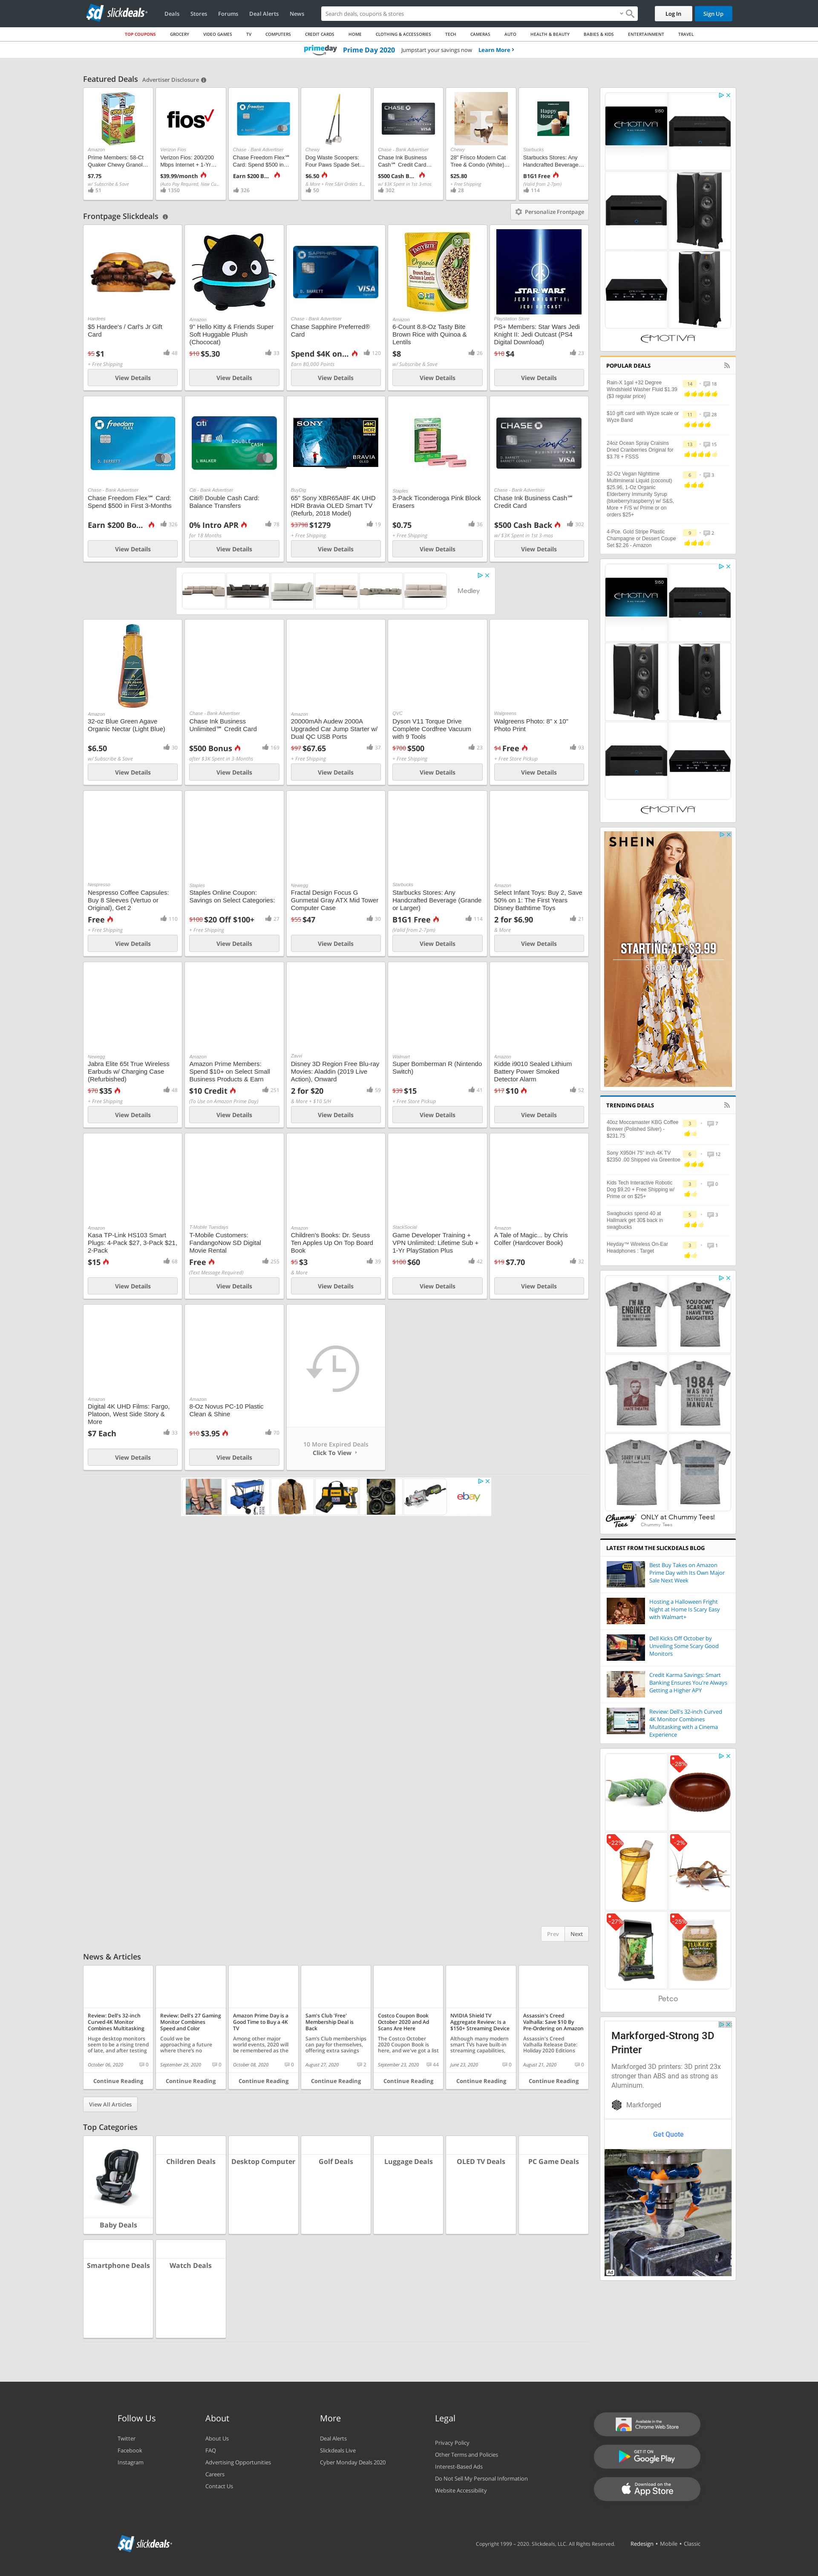 slickdeals
Deals
Stores
Forums
Deal Alerts
News
Search deals, coupons & stores
Log In
Sign Up
TOP COUPONS
GROCERY
VIDEO GAMES
TV
COMPUTERS
CREDIT CARDS
HOME
CLOTHING & ACCESSORIES
TECH
CAMERAS
AUTO
HEALTH & BEAUTY
BABIES & KIDS
ENTERTAINMENT
TRAVEL
primeday
Prime Day 2020
Jumpstart your savings now
Learn More
Featured Deals
Advertiser Disclosure
Amazon
Prime Members: 58-Ct
Quaker Chewy Granol...
$7.75
w/ Subscribe & Save
51
fios
Verizon Fios
Verizon Fios: 200/200
Mbps Internet + 1-Yr...
$39.99/month
(Auto Pay Required, New Cu...
1350
Chase - Bank Advertiser
Chase Freedom Flex℠
Card: Spend $500 in...
Earn $200 B...
326
Chewy
Dog Waste Scoopers:
Four Paws Spade Set...
$6.50
& More + Free S&H Orders $...
50
Chase - Bank Advertiser
Chase Ink Business
Cash℠ Credit Card...
$500 Cash B...
w/ $3K Spent in 1st 3-mos
302
Chewy
28" Frisco Modern Cat
Tree & Condo (White)...
$25.80
+ Free Shipping
28
Happy
Hour
Starbucks
Starbucks Stores: Any
Handcrafted Beverage...
B1G1 Free
(Valid from 2-7pm)
114
Frontpage Slickdeals
Personalize Frontpage
Hardees
$5 Hardee's / Carl's Jr Gift
Card
$5 $1
48
+ Free Shipping
View Details
Amazon
9" Hello Kitty & Friends Super
Soft Huggable Plush
(Chococat)
$10 $5.30
33
View Details
Chase - Bank Advertiser
Chase Sapphire Preferred®
Card
Spend $4K on...
120
Earn 60,000 Points
View Details
Amazon
6-Count 8.8-Oz Tasty Bite
Brown Rice with Quinoa &
Lentils
$8
26
w/ Subscribe & Save
View Details
STAR WARS
JEDI KNIGHT II:
JEDI OUTCAST
Playstation Store
PS+ Members: Star Wars Jedi
Knight II: Jedi Outcast (PS4
Digital Download)
$10 $4
23
View Details
freedom
FLEX
Chase - Bank Advertiser
Chase Freedom Flex℠ Card:
Spend $500 in First 3-Months
Earn $200 Bo...
326
View Details
citi
DOUBLE CASH
Citi - Bank Advertiser
Citi® Double Cash Card:
Balance Transfers
0% Intro APR
78
for 18 Months
View Details
SONY
4K
BRAVIA
OLED
BuyDig
65" Sony XBR65A8F 4K UHD
HDR Bravia OLED Smart TV
(Refurb, 2018 Model)
$3798 $1279
19
+ Free Shipping
View Details
Staples
3-Pack Ticonderoga Pink Block
Erasers
$0.75
36
+ Free Shipping
View Details
CHASE
VISA
Chase - Bank Advertiser
Chase Ink Business Cash℠
Credit Card
$500 Cash Back
302
w/ $3K Spent in 1st 3-mos
View Details
Medley
Amazon
32-oz Blue Green Agave
Organic Nectar (Light Blue)
$6.50
30
w/ Subscribe & Save
View Details
Chase - Bank Advertiser
Chase Ink Business
Unlimited℠ Credit Card
$500 Bonus
169
after $3K Spent in 3-Months
View Details
Amazon
20000mAh Audew 2000A
Upgraded Car Jump Starter w/
Dual QC USB Ports
$97 $67.65
37
+ Free Shipping
View Details
QVC
Dyson V11 Torque Drive
Complete Cordfree Vacuum
with 9 Tools
$700 $500
23
+ Free Shipping
View Details
Walgreens
Walgreens Photo: 8" x 10"
Photo Print
$4 Free
93
+ Free Store Pickup
View Details
Nespresso
Nespresso Coffee Capsules:
Buy 8 Sleeves (Vertuo or
Original), Get 2
Free
110
+ Free Shipping
View Details
Staples
Staples Online Coupon:
Savings on Select Categories:
$100 $20 Off $100+
27
+ Free Shipping
View Details
Newegg
Fractal Design Focus G
Gunmetal Gray ATX Mid Tower
Computer Case
$55 $47
30
View Details
Starbucks
Starbucks Stores: Any
Handcrafted Beverage (Grande
or Larger)
B1G1 Free
114
(Valid from 2-7pm)
View Details
Amazon
Select Infant Toys: Buy 2, Save
50% on 1: The First Years
Disney Bathtime Toys
2 for $6.90
21
& More
View Details
Newegg
Jabra Elite 65t True Wireless
Earbuds w/ Charging Case
(Refurbished)
$70 $35
48
+ Free Shipping
View Details
Amazon
Amazon Prime Members:
Spend $10+ on Select Small
Business Products & Earn
$10 Credit
251
(To Use on Amazon Prime Day)
View Details
Zavvi
Disney 3D Region Free Blu-ray
Movies: Aladdin (2019 Live
Action), Onward
2 for $20
50
& More + $10 S/H
View Details
Walmart
Super Bomberman R (Nintendo
Switch)
$39 $15
41
+ Free Store Pickup
View Details
Amazon
Kidde i9010 Sealed Lithium
Battery Power Smoked
Detector Alarm
$17 $10
52
View Details
Amazon
Kasa TP-Link HS103 Smart
Plugs: 4-Pack $27, 3-Pack $21,
2-Pack
$15
68
View Details
T-Mobile Tuesdays
T-Mobile Customers:
FandangoNow SD Digital
Movie Rental
Free
255
(Text Message Required)
View Details
Amazon
Children's Books: Dr. Seuss
Ten Apples Up On Top Board
Book
$5 $3
39
& More
View Details
StackSocial
Game Developer Training +
VPN Unlimited: Lifetime Sub +
1-Yr PlayStation Plus
$100 $60
42
View Details
Amazon
A Tale of Magic... by Chris
Colfer (Hardcover Book)
$19 $7.70
32
View Details
Amazon
Digital 4K UHD Films: Fargo,
Platoon, West Side Story &
More
$7 Each
33
View Details
Amazon
8-Oz Novus PC-10 Plastic
Clean & Shine
$10 $3.95
70
View Details
10 More Expired Deals
Click To View
ebay
Prev
Next
EMOTIVA
POPULAR DEALS
Rain-X 1gal +32 Degree
Windshield Washer Fluid $1.39
($3 regular price)
14
18
$10 gift card with Wyze scale or
Wyze Band
11
26
24oz Ocean Spray Craisins
Dried Cranberries Original for
$3.78 + FSSS
13
15
32-Oz Vegan Nighttime
Multimineral Liquid (coconut)
$25.96, 1-Oz Organic
Elderberry Immunity Syrup
(blueberry/raspberry) w/ S&S,
More + F/S w/ Prime or on
orders $25+
6
3
4-Pcs. Gold Stripe Plastic
Champagne or Dessert Coupe
Set $2.26 - Amazon
9
2
EMOTIVA
SHEIN
STARTING AT $3.99
TRENDING DEALS
40oz Moccamaster KBG Coffee
Brewer (Polished Silver) -
$231.75
3
7
Sony X950H 75" inch 4K TV
$2350 .00 Shipped via Greentoe
6
12
Kids Tech Interactive Robotic
Dog $9.20 + Free Shipping w/
Prime or on $25+
3
0
Swagbucks spend 40 at
Hallmark get 30$ back in
swagbucks
5
3
Heyday™ Wireless On-Ear
Headphones : Target
3
1
I'M AN
ENGINEER
YOU DON'T
SCARE ME.
I HAVE TWO
DAUGHTERS
1984
WAS NOT
INSTRUCTION
MANUAL
SORRY I'M LATE
Chummy Tees
ONLY at Chummy Tees!
Chummy Tees
LATEST FROM THE SLICKDEALS BLOG
Best Buy Takes on Amazon
Prime Day with Its Own Major
Sale Next Week
Hosting a Halloween Fright
Night at Home Is Scary Easy
with Walmart+
Dell Kicks Off October by
Unveiling Some Scary Good
Monitors
Credit Karma Savings: Smart
Banking Ensures You're Always
Getting a Higher APY
Review: Dell's 32-inch Curved
4K Monitor Combines
Multitasking with a Cinema
Experience
-28%
-22%
-2%
-27%
-25%
Petco
Markforged-Strong 3D
Printer
Markforged 3D printers: 3D print 23x
stronger than ABS and as strong as
Aluminum.
Markforged
Get Quote
Ad
News & Articles
Review: Dell's 32-inch
Curved 4K Monitor
Combines Multitasking
Huge desktop monitors
seem to be a rising trend
of late, and after testing
October 06, 2020
0
Continue Reading
Review: Dell's 27 Gaming
Monitor Combines
Speed and Color
Could we be
approaching a future
where there's no
September 29, 2020
0
Continue Reading
Amazon Prime Day is a
Good Time to Buy a 4K
TV
Among other major
world events, 2020 will
be remembered as the
October 08, 2020
0
Continue Reading
Sam's Club 'Free'
Membership Deal is
Back
Sam's Club memberships
can pay for themselves,
offering extra savings
August 27, 2020
2
Continue Reading
Costco Coupon Book
October 2020 and Ad
Scans Are Here
The Costco October
2020 Coupon Book is
here, and we've got a list
September 23, 2020
44
Continue Reading
NVIDIA Shield TV
Aggregate Review: Is a
$150+ Streaming Device
Although many modern
smart TVs have built-in
streaming capabilities,
June 23, 2020
0
Continue Reading
Assassin's Creed
Valhalla: Save $10 By
Pre-Ordering on Amazon
Assassin's Creed
Valhalla Release Date:
Holiday 2020 Editions
August 21, 2020
0
Continue Reading
View All Articles
Top Categories
Baby Deals
Children Deals
Desktop Computer
Golf Deals
Luggage Deals
OLED TV Deals
PC Game Deals
Smartphone Deals
Watch Deals
Follow Us
Twitter
Facebook
Instagram
About
About Us
FAQ
Advertising Opportunities
Careers
Contact Us
More
Deal Alerts
Slickdeals Live
Cyber Monday Deals 2020
Legal
Privacy Policy
Other Terms and Policies
Interest-Based Ads
Do Not Sell My Personal Information
Website Accessibility
Available in the
Chrome Web Store
GET IT ON
Google Play
Download on the
App Store
slickdeals
Copyright 1999 – 2020. Slickdeals, LLC. All Rights Reserved.
Redesign • Mobile • Classic